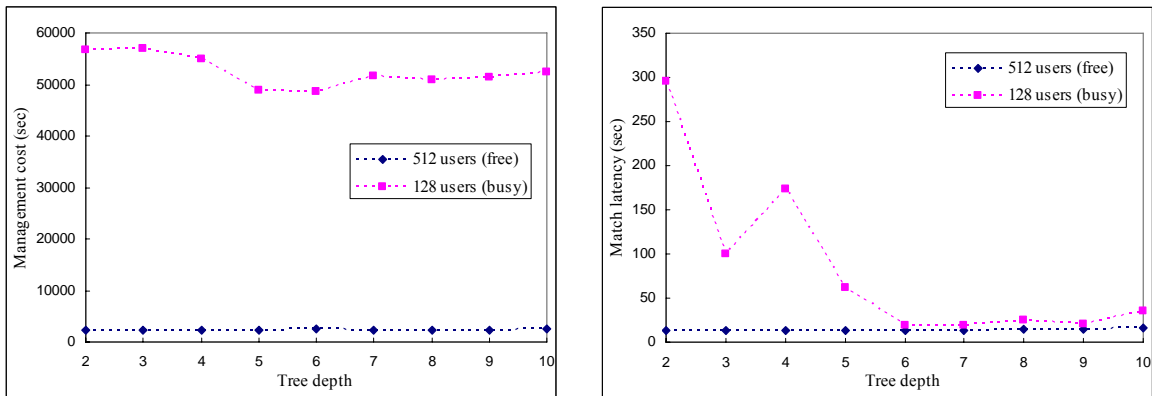 Management cost (sec)
60000
50000
40000
30000
20000
10000
0
512 users (free)
128 users (busy)
2 3 4 5 6 7 8 9 10
Tree depth
Match latency (sec)
350
300
250
200
150
100
50
0
512 users (free)
128 users (busy)
2 3 4 5 6 7 8 9 10
Tree depth